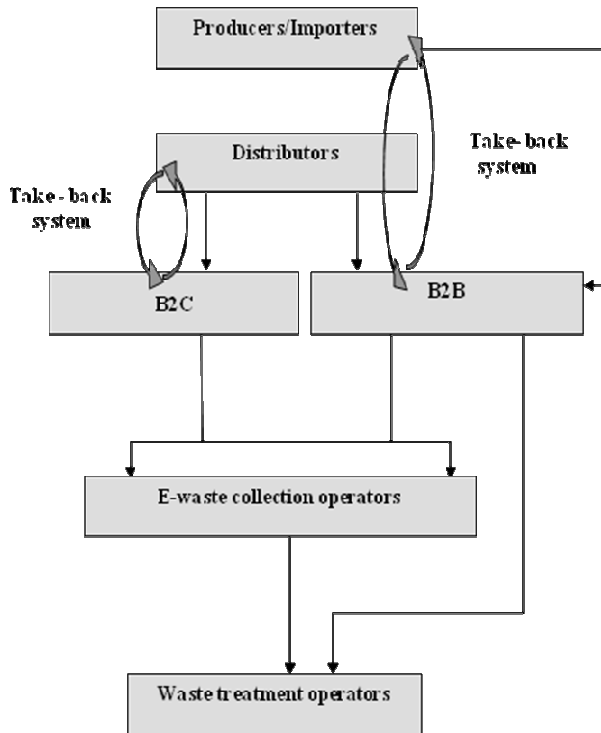 Producers/Importers
Distributors
Take- back
system
Take - back
system
B2C
B2B
E-waste collection operators
Waste treatment operators